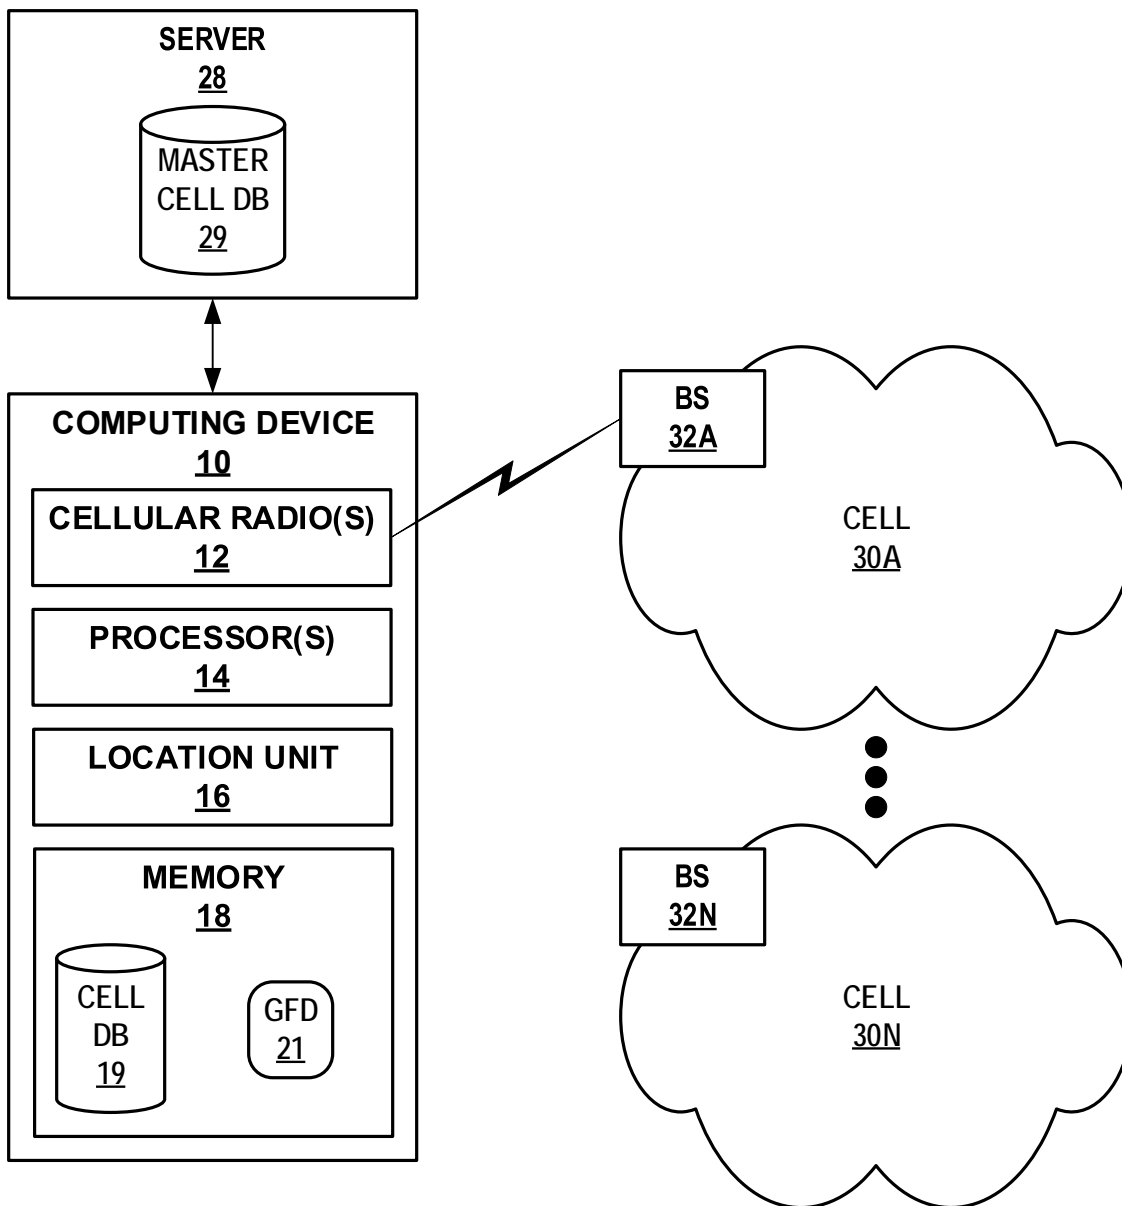 SERVER
28
MASTER
CELL DB
29
COMPUTING DEVICE
10
CELLULAR RADIO(S)
12
PROCESSOR(S)
14
LOCATION UNIT
16
MEMORY
18
CELL
DB
19
GFD
21
BS
32A
CELL
30A
BS
32N
CELL
30N